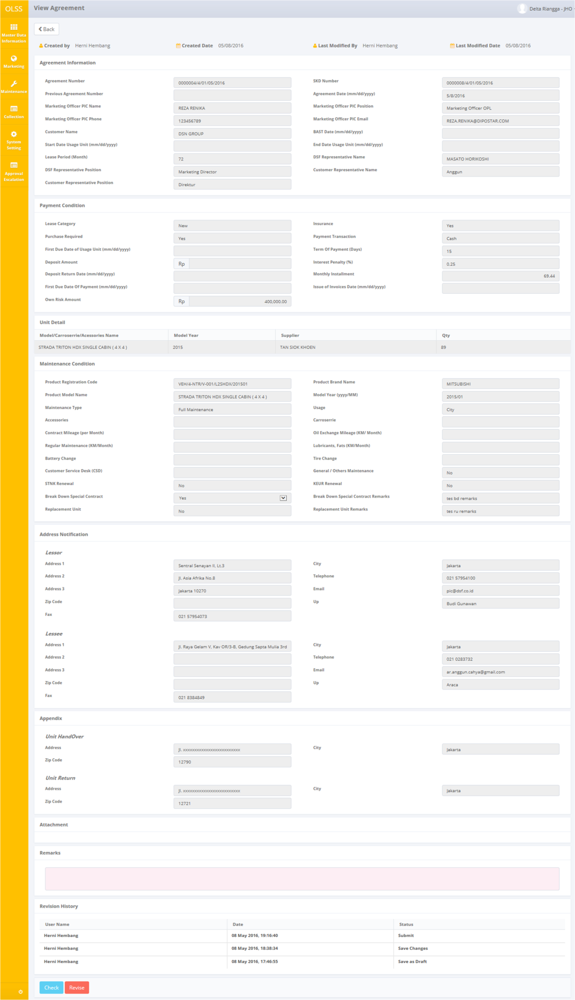 OLSS
View Agreement
Delta Riangga - JHO
Master Data
Information
Marketing
Maintenance
Collection
System
Setting
Approval
Escalation
Back
Created by Herni Hembang Created Date 05/08/2016 Last Modified By Herni Hembang Last Modified Date 05/08/2016
Agreement Information
Agreement Number 0000004/4/01/05/2016 SKD Number 0000008/4/01/05/2016
Previous Agreement Number Agreement Date (mm/dd/yyyy) 5/8/2016
Marketing Officer PIC Name REZA RENIKA Marketing Officer PIC Position Marketing Officer OPL
Marketing Officer PIC Phone 123456789 Marketing Officer PIC Email REZA.RENIKA@DIPOSTAR.COM
Customer Name DSN GROUP BAST Date (mm/dd/yyyy)
Start Date Usage Unit (mm/dd/yyyy) End Date Usage Unit (mm/dd/yyyy)
Lease Period (Month) 72 DSF Representative Name MASATO HORIKOSHI
DSF Representative Position Marketing Director Customer Representative Name Anggun
Customer Representative Position Direktur
Payment Condition
Lease Category New Insurance Yes
Purchase Required Yes Payment Transaction Cash
First Due Date of Usage Unit (mm/dd/yyyy) Term Of Payment (Days) 15
Deposit Amount Rp Interest Penalty (%) 0.25
Deposit Return Date (mm/dd/yyyy) Monthly Installment 69.44
First Due Date Of Payment (mm/dd/yyyy) Issue of Invoices Date (mm/dd/yyyy)
Own Risk Amount Rp 400,000.00
Unit Detail
Model/Carroserrie/Acessories Name Model Year Supplier Qty
STRADA TRITON HDX SINGLE CABIN ( 4 X 4 ) 2015 TAN SIOK KHOEN 89
Maintenance Condition
Product Registration Code VEH/4-NTR/V-001/L2SHDX/201501 Product Brand Name MITSUBISHI
Product Model Name STRADA TRITON HDX SINGLE CABIN ( 4 X 4 ) Model Year (yyyy/MM) 2015/01
Maintenance Type Full Maintenance Usage City
Accessories Carroserrie
Contract Mileage (per Month) Oil Exchange Mileage (KM/ Month)
Regular Maintenance (KM/Month) Lubricants, Fats (KM/Month)
Battery Change Tire Change
Customer Service Desk (CSD) General / Others Maintenance No
STNK Renewal No KEUR Renewal No
Break Down Special Contract Yes Break Down Special Contract Remarks tes bd remarks
Replacement Unit No Replacement Unit Remarks tes ru remarks
Address Notification
Lessor
Address 1 Sentral Senayan II, Lt.3 City Jakarta
Address 2 Jl. Asia Afrika No.8 Telephone 021 57954100
Address 3 Jakarta 10270 Email pic@dsf.co.id
Zip Code Up Budi Gunawan
Fax 021 57954073
Lessee
Address 1 Jl. Raya Gelam V, Kav OR/3-B, Gedung Sapta Mulia 3rd City Jakarta
Address 2 Telephone 021 0283732
Address 3 Email ar.anggun.cahya@gmail.com
Zip Code Up Araca
Fax 021 8384849
Appendix
Unit HandOver
Address Jl. xxxxxxxxxxxxxxxxxxxxxxxxx City Jakarta
Zip Code 12790
Unit Return
Address Jl. xxxxxxxxxxxxxxxxxxxxxxxxx City Jakarta
Zip Code 12721
Attachment
Remarks
Revision History
User Name Date Status
Herni Hembang 08 May 2016, 19:16:40 Submit
Herni Hembang 08 May 2016, 18:38:34 Save Changes
Herni Hembang 08 May 2016, 17:46:55 Save as Draft
Check Revise